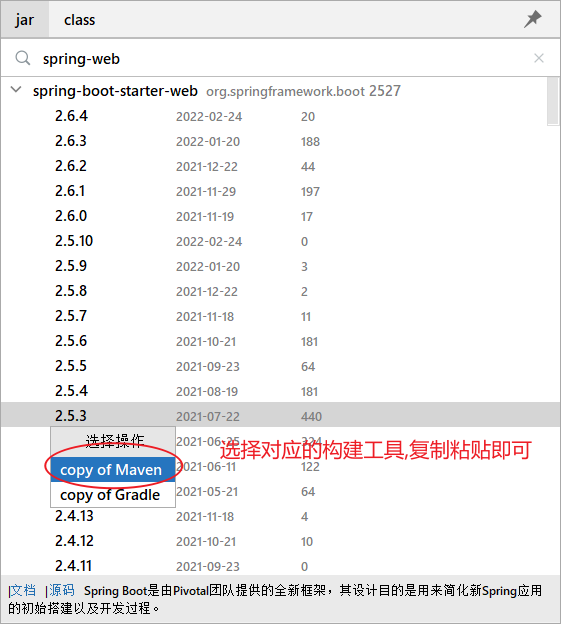 jar class
spring-web
spring-boot-starter-web org.springframework.boot 2527
2.6.4 2022-02-24 20
2.6.3 2022-01-20 188
2.6.2 2021-12-22 44
2.6.1 2021-11-29 197
2.6.0 2021-11-19 17
2.5.10 2022-02-24 0
2.5.9 2022-01-20 3
2.5.8 2021-12-22 2
2.5.7 2021-11-18 11
2.5.6 2021-10-21 181
2.5.5 2021-09-23 64
2.5.4 2021-08-19 181
2.5.3 2021-07-22 440
选择操作 2021-06-25 324
选择对应的构建工具,复制粘贴即可
copy of Maven 2021-06-11 122
copy of Gradle 2021-05-21 64
2.4.13 2021-11-18 4
2.4.12 2021-10-21 10
2.4.11 2021-09-23 0
|文档 |源码 Spring Boot是由Pivotal团队提供的全新框架，其设计目的是用来简化新Spring应用
的初始搭建以及开发过程。